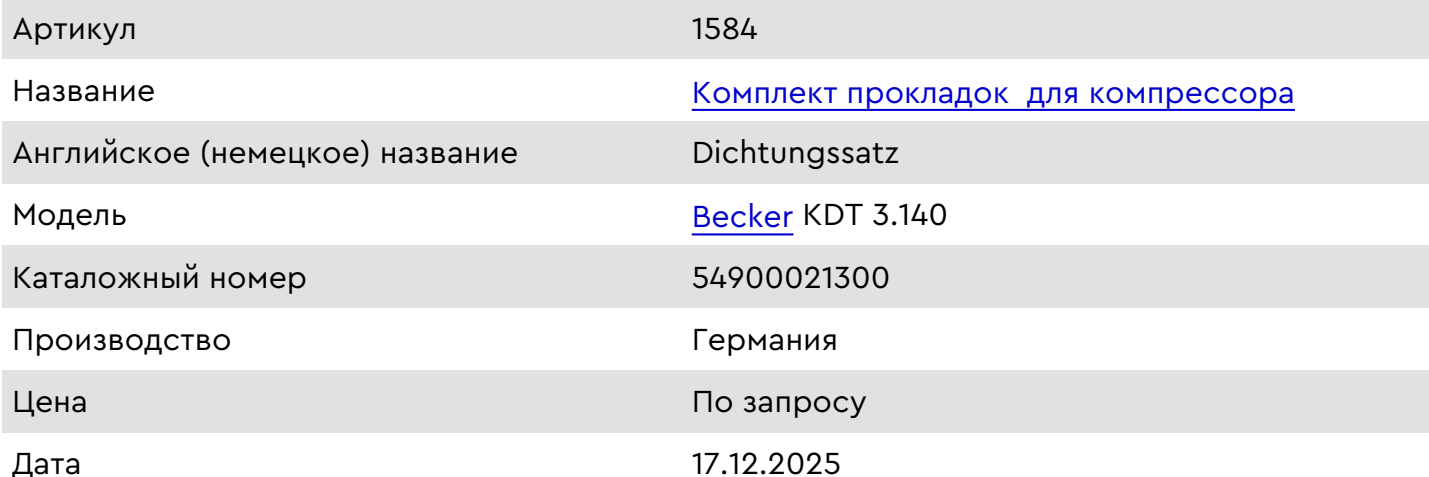 Артикул 1584
Название Комплект прокладок для компрессора
Английское (немецкое) название Dichtungssatz
Модель Becker KDT 3.140
Каталожный номер 54900021300
Производство Германия
Цена По запросу
Дата 17.12.2025